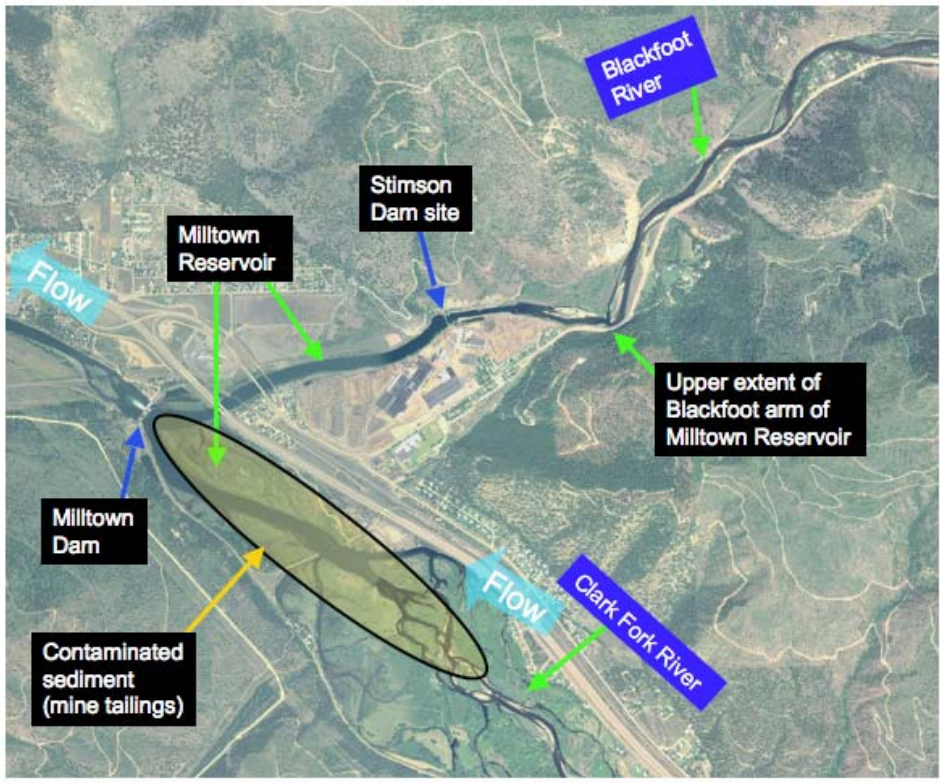 Blackfoot
River
Stimson
Dam site
Milltown
Reservoir
Flow
Upper extent of
Blackfoot arm of
Milltown Reservoir
Milltown
Dam
Flow
Clark Fork River
Contaminated
sediment
(mine tailings)